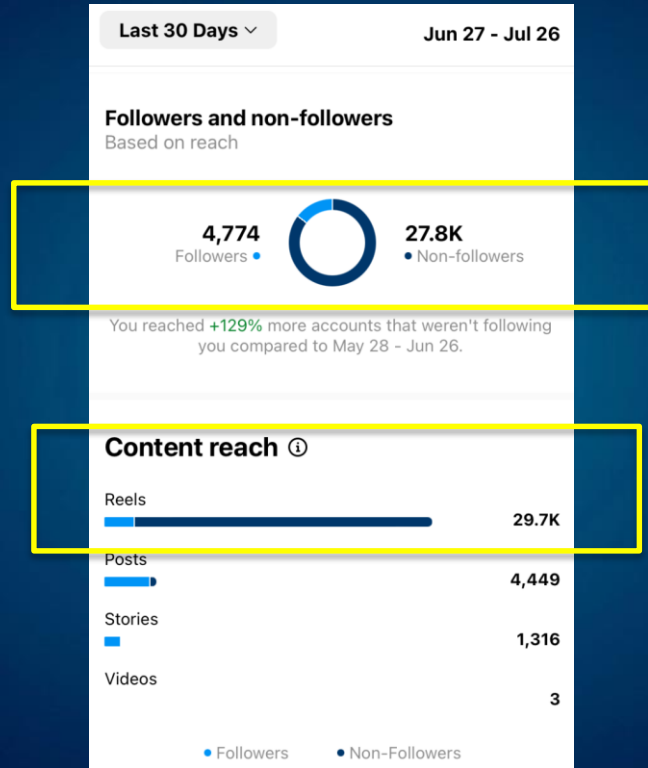 Last 30 Days
Jun 27 - Jul 26
Followers and non-followers
Based on reach
4,774
Followers
27.8K
Non-followers
You reached +129% more accounts that weren't following
you compared to May 28 - Jun 26.
Content reach
Reels
29.7K
Posts
4,449
Stories
1,316
Videos
3
Followers
Non-Followers